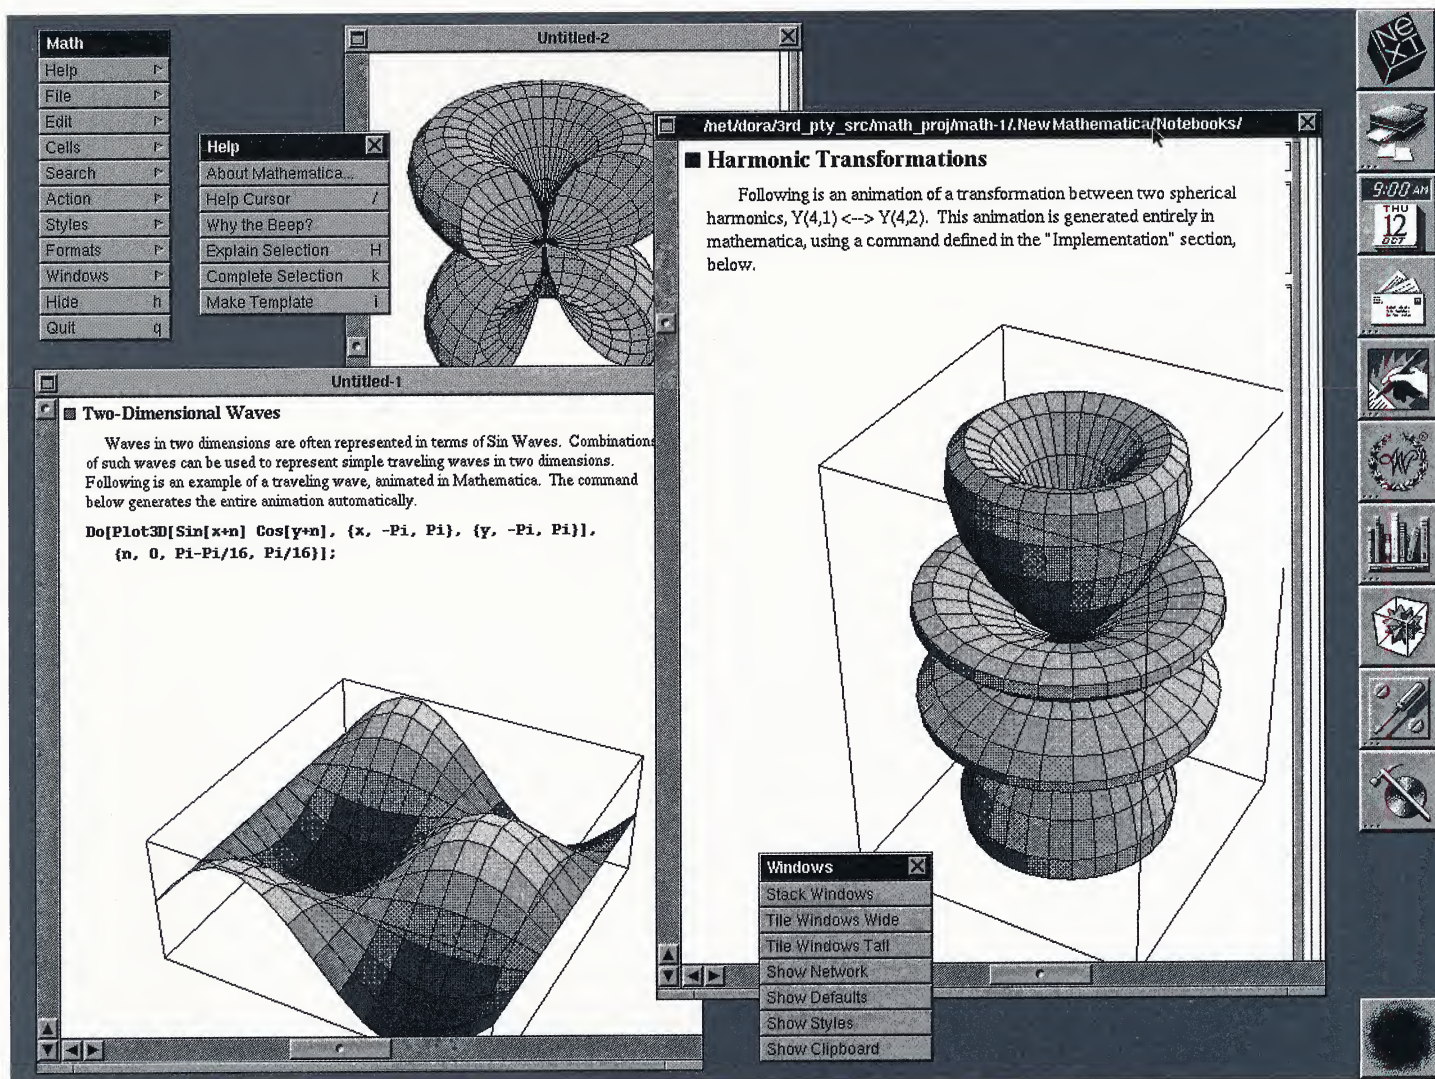 Math
Help
File
Edit
Cells
Search
Action
Styles
Formats
Windows
Hide h
Quit q
Help
About Mathematica...
Help Cursor /
Why the Beep?
Explain Selection H
Complete Selection k
Make Template i
Untitled-2
/net/dora/3rd_pty_src/math_proj/math-1/.NewMathematica/Notebooks/
Harmonic Transformations
Following is an animation of a transformation between two spherical
harmonics, Y(4,1) <--> Y(4,2). This animation is generated entirely in
mathematica, using a command defined in the "Implementation" section,
below.
Untitled-1
Two-Dimensional Waves
Waves in two dimensions are often represented in terms of Sin Waves. Combinations
of such waves can be used to represent simple traveling waves in two dimensions.
Following is an example of a traveling wave, animated in Mathematica. The command
below generates the entire animation automatically.
Do[Plot3D[Sin[x+n] Cos[y+n], {x, -Pi, Pi}, {y, -Pi, Pi}],
{n, 0, Pi-Pi/16, Pi/16}];
Windows
Stack Windows
Tile Windows Wide
Tile Windows Tall
Show Network
Show Defaults
Show Styles
Show Clipboard
NeXT
9:00 AM
THU
12
OCT
W ®